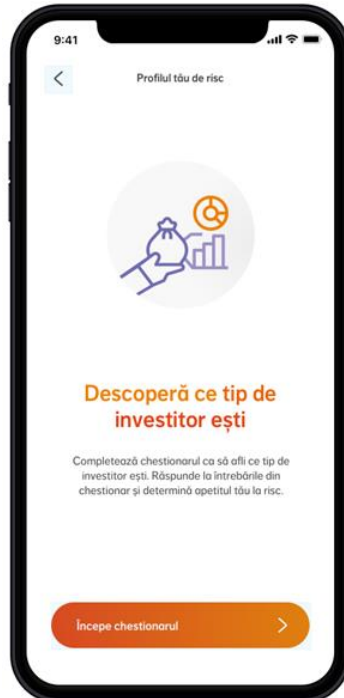 9:41
Profilul tău de risc
Descoperă ce tip de
investitor ești
Completează chestionarul ca să afli ce tip de
investitor ești. Răspunde la întrebările din
chestionar și determină apetitul tău la risc.
Începe chestionarul